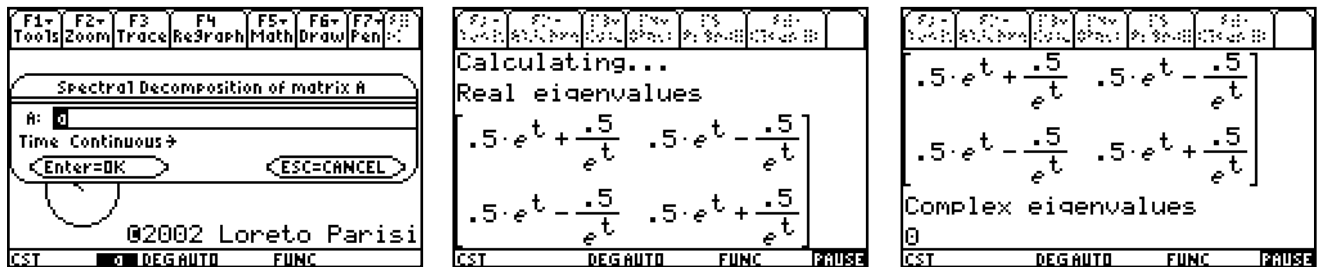 F1▾ F2▾ F3 F4 F5▾ F6▾ F7▾
Tools Zoom Trace ReGraph Math Draw Pen
Spectral Decomposition of matrix A
A: a
Time Continuous→
Enter=OK ESC=CANCEL
©2002 Loreto Parisi
CST a DEG AUTO FUNC
Calculating...
Real eigenvalues
[.5·e^t + .5/e^t .5·e^t − .5/e^t]
[.5·e^t − .5/e^t .5·e^t + .5/e^t]
CST DEG AUTO FUNC PAUSE
[.5·e^t + .5/e^t .5·e^t − .5/e^t]
[.5·e^t − .5/e^t .5·e^t + .5/e^t]
Complex eigenvalues
0
CST DEG AUTO FUNC PAUSE